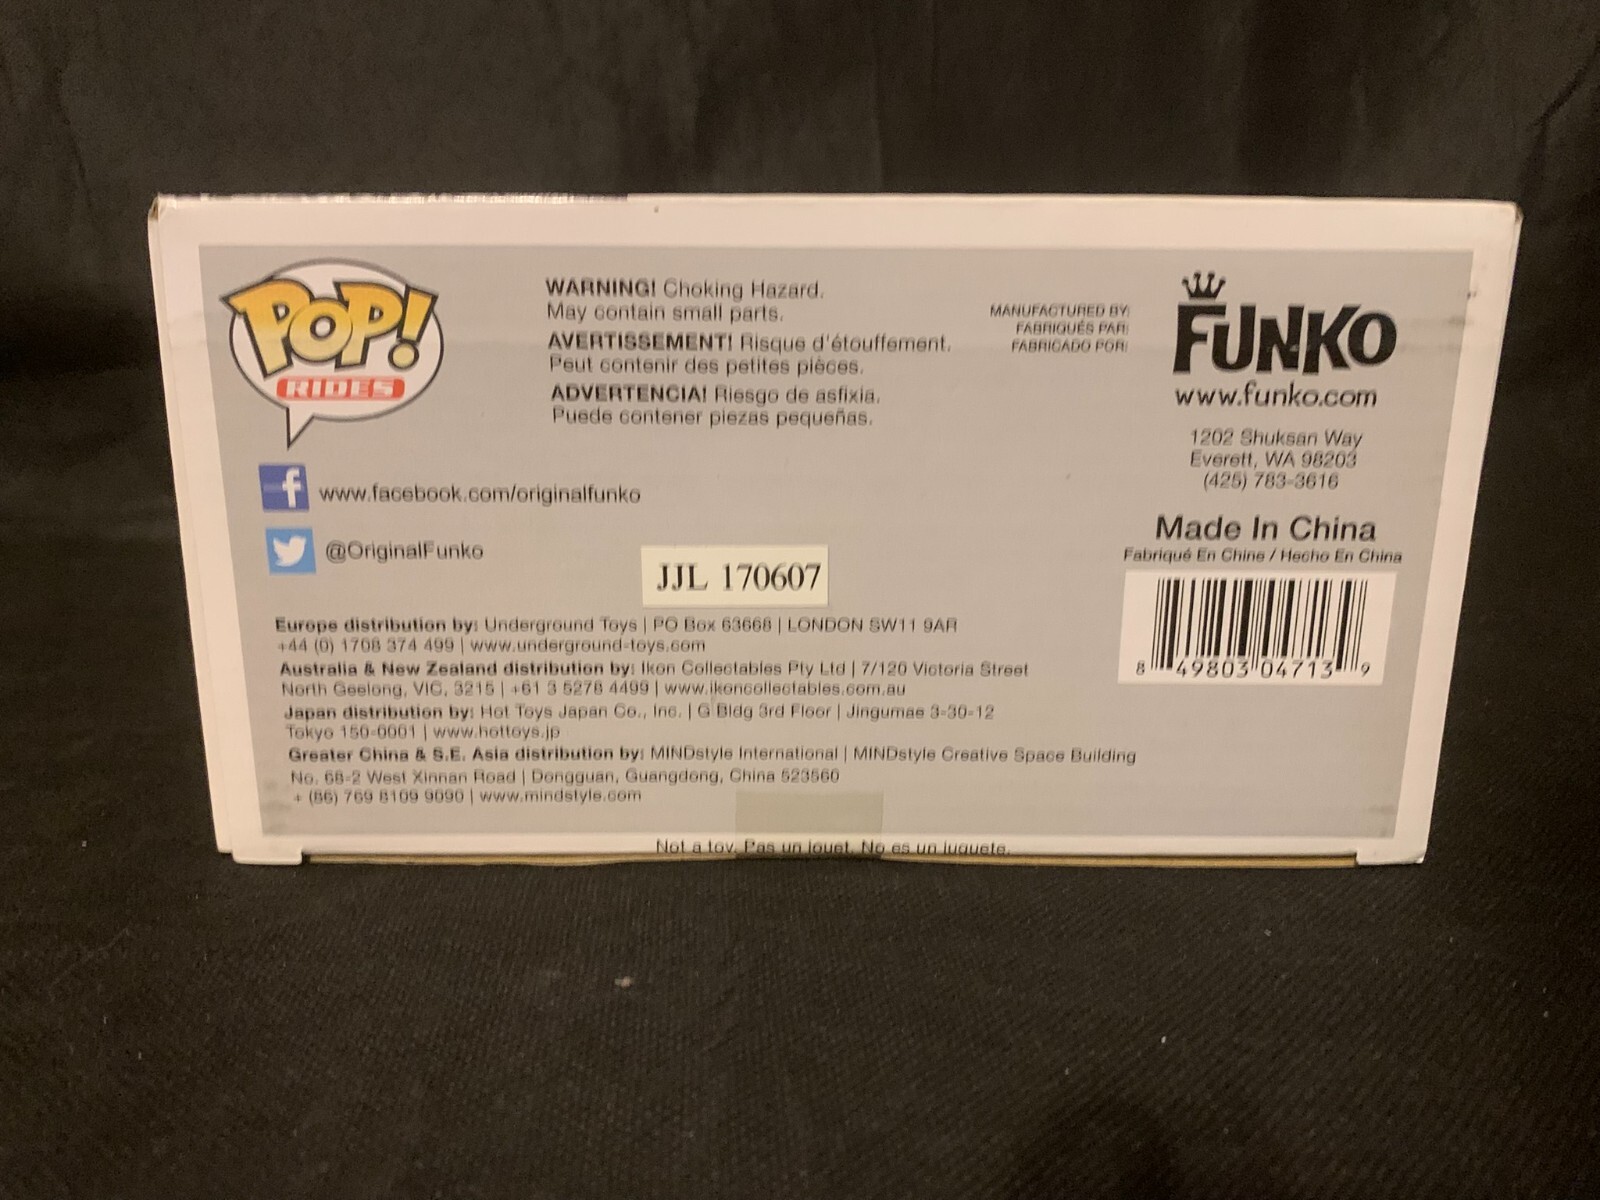 POP!
RIDES
WARNING! Choking Hazard.
May contain small parts.
AVERTISSEMENT! Risque d'étouffement.
Peut contenir des petites pièces.
ADVERTENCIA! Riesgo de asfixia.
Puede contener piezas pequeñas.
MANUFACTURED BY:
FABRIQUÉS PAR:
FABRICADO POR:
FUNKO
www.funko.com
1202 Shuksan Way
Everett, WA 98203
(425) 783-3616
f www.facebook.com/originalfunko
@OriginalFunko
Made In China
Fabriqué En Chine / Hecho En China
JJL 170607
8 49803 04713 9
Europe distribution by: Underground Toys | PO Box 63668 | LONDON SW11 9AR
+44 (0) 1708 374 499 | www.underground-toys.com
Australia & New Zealand distribution by: Ikon Collectables Pty Ltd | 7/120 Victoria Street
North Geelong, VIC, 3215 | +61 3 5278 4499 | www.ikoncollectables.com.au
Japan distribution by: Hot Toys Japan Co., Inc. | G Bldg 3rd Floor | Jingumae 3-30-12
Tokyo 150-0001 | www.hottoys.jp
Greater China & S.E. Asia distribution by: MINDstyle International | MINDstyle Creative Space Building
No. 68-2 West Xinnan Road | Dongguan, Guangdong, China 523560
+ (86) 769 8109 9090 | www.mindstyle.com
Not a toy. Pas un jouet. No es un juguete.